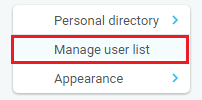 Personal directory
Manage user list
Appearance